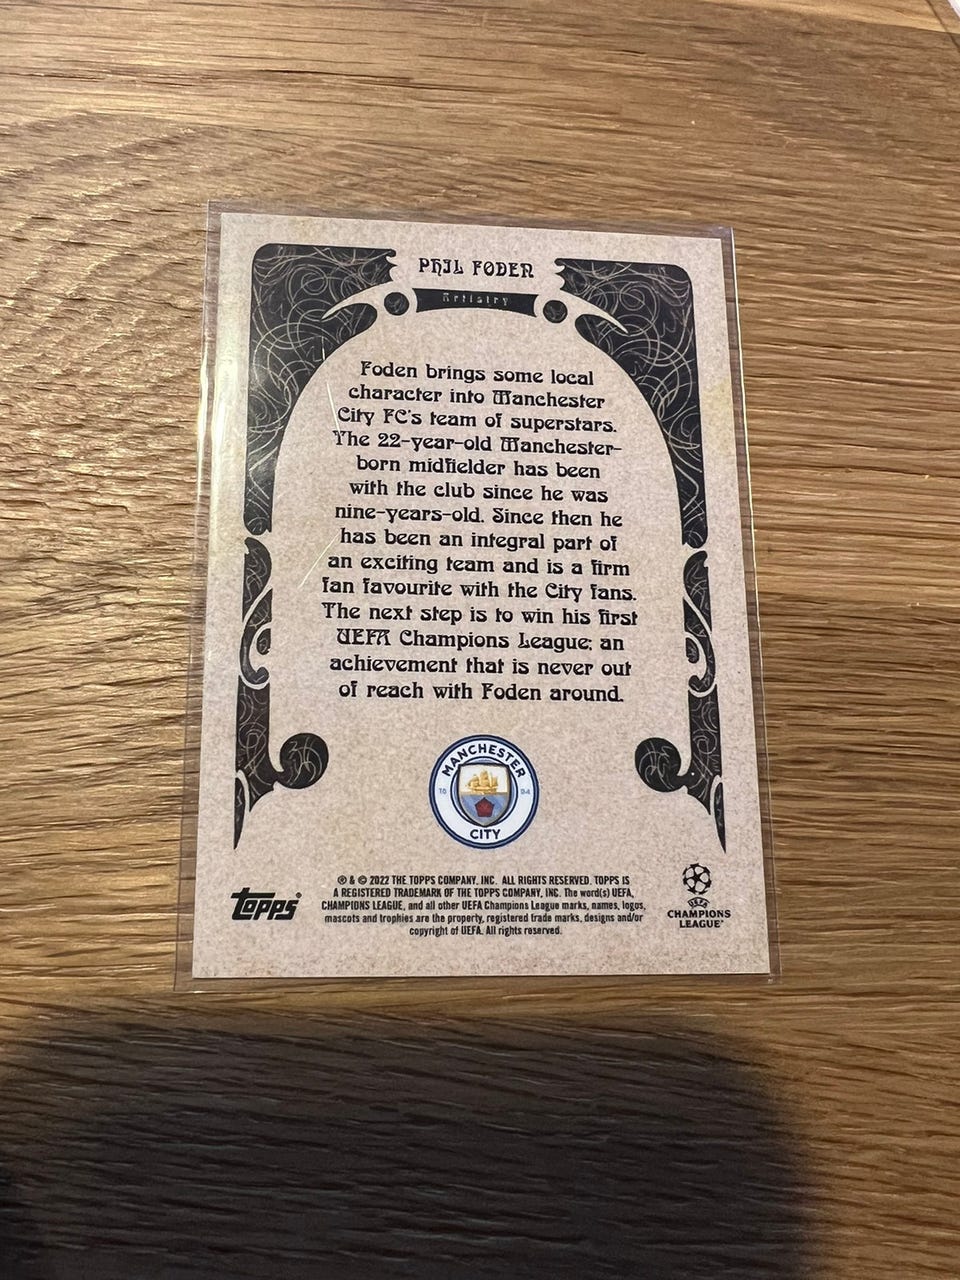 PHIL FODEN
Artistry
Foden brings some local
character into Manchester
City FC's team of superstars.
The 22-year-old Manchester-
born midfielder has been
with the club since he was
nine-years-old. Since then he
has been an integral part of
an exciting team and is a firm
fan favourite with the City fans.
The next step is to win his first
UEFA Champions League; an
achievement that is never out
of reach with Foden around.
MANCHESTER
18 94
CITY
® & © 2022 THE TOPPS COMPANY, INC. ALL RIGHTS RESERVED. TOPPS IS
A REGISTERED TRADEMARK OF THE TOPPS COMPANY, INC. The word(s) UEFA,
CHAMPIONS LEAGUE, and all other UEFA Champions League marks, names, logos,
mascots and trophies are the property, registered trade marks, designs and/or
copyright of UEFA. All rights reserved.
Topps®
UEFA
CHAMPIONS
LEAGUE®